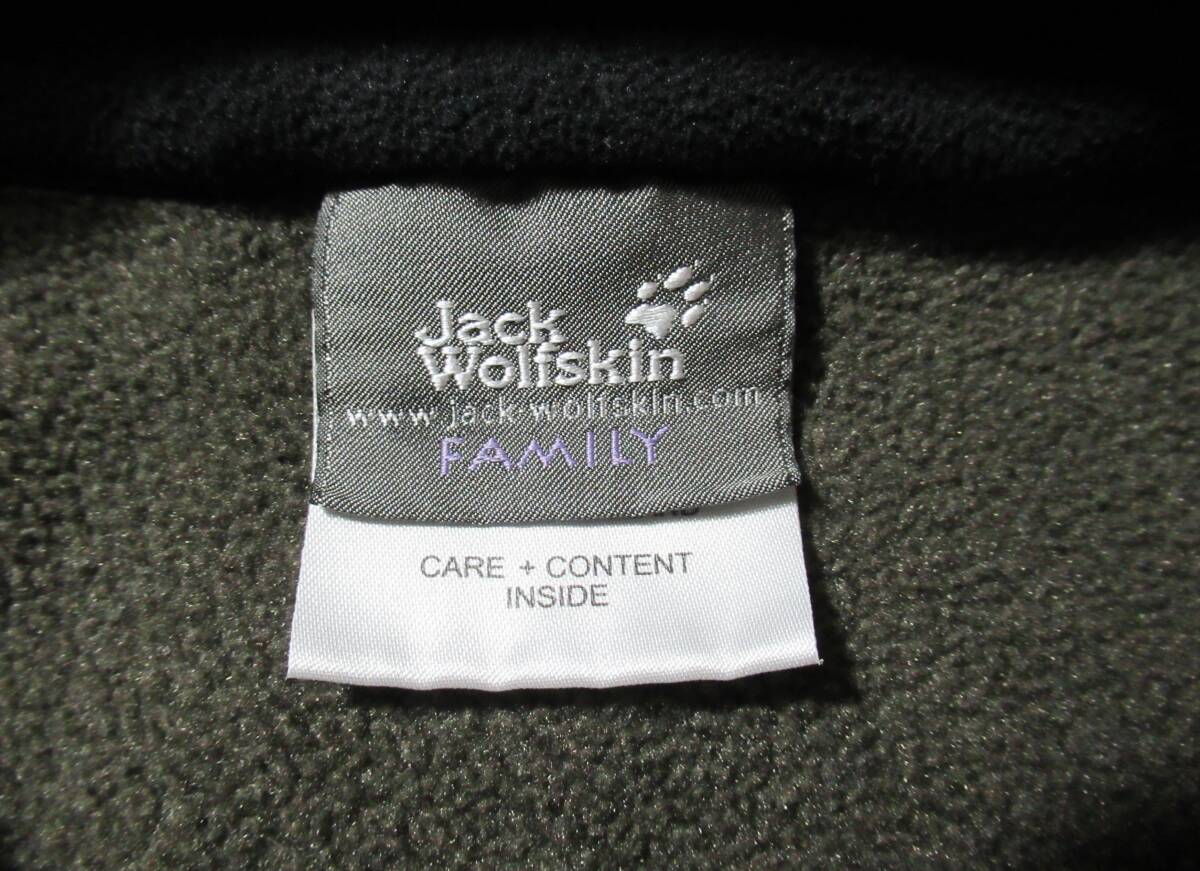 Jack
Wolfskin
www.jack-wolfskin.com
FAMILY
CARE + CONTENT
INSIDE